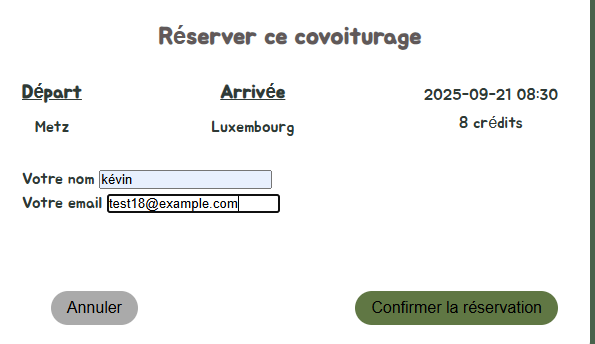 Réserver ce covoiturage
Départ Arrivée 2025-09-21 08:30
Metz Luxembourg 8 crédits
Votre nom kévin
Votre email test18@example.com
Annuler Confirmer la réservation